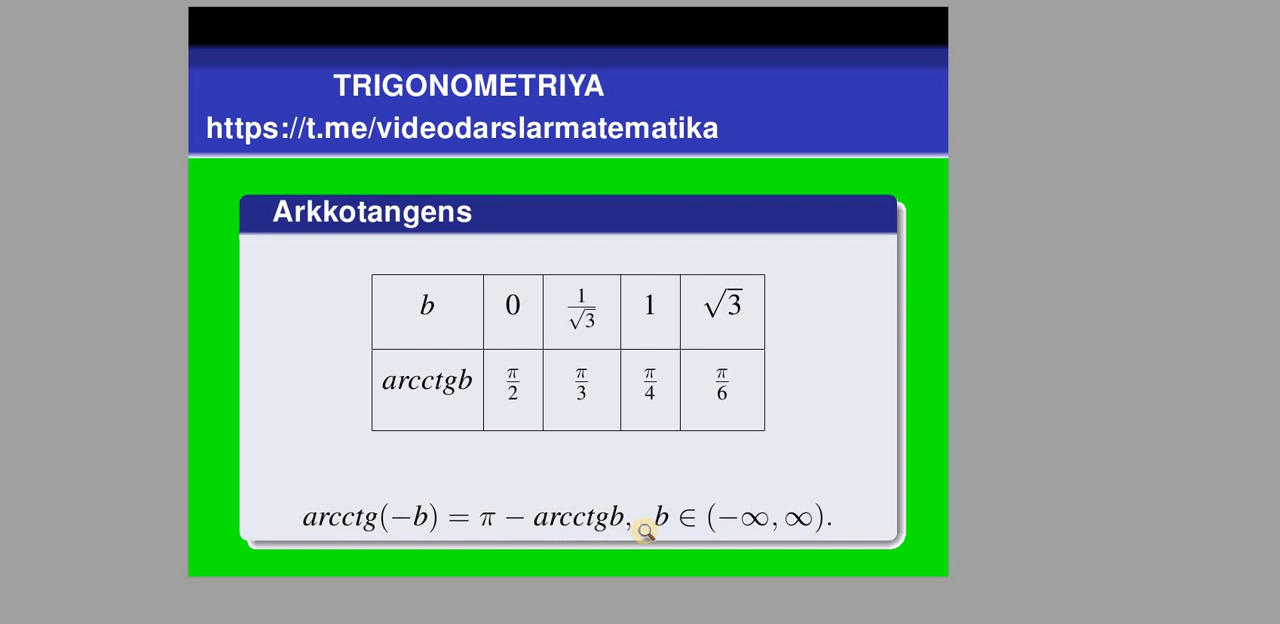 TRIGONOMETRIYA
https://t.me/videodarslarmatematika
Arkkotangens
b 0 1/√3 1 √3
arcctgb π/2 π/3 π/4 π/6
arcctg(−b) = π − arcctgb, b ∈ (−∞, ∞).